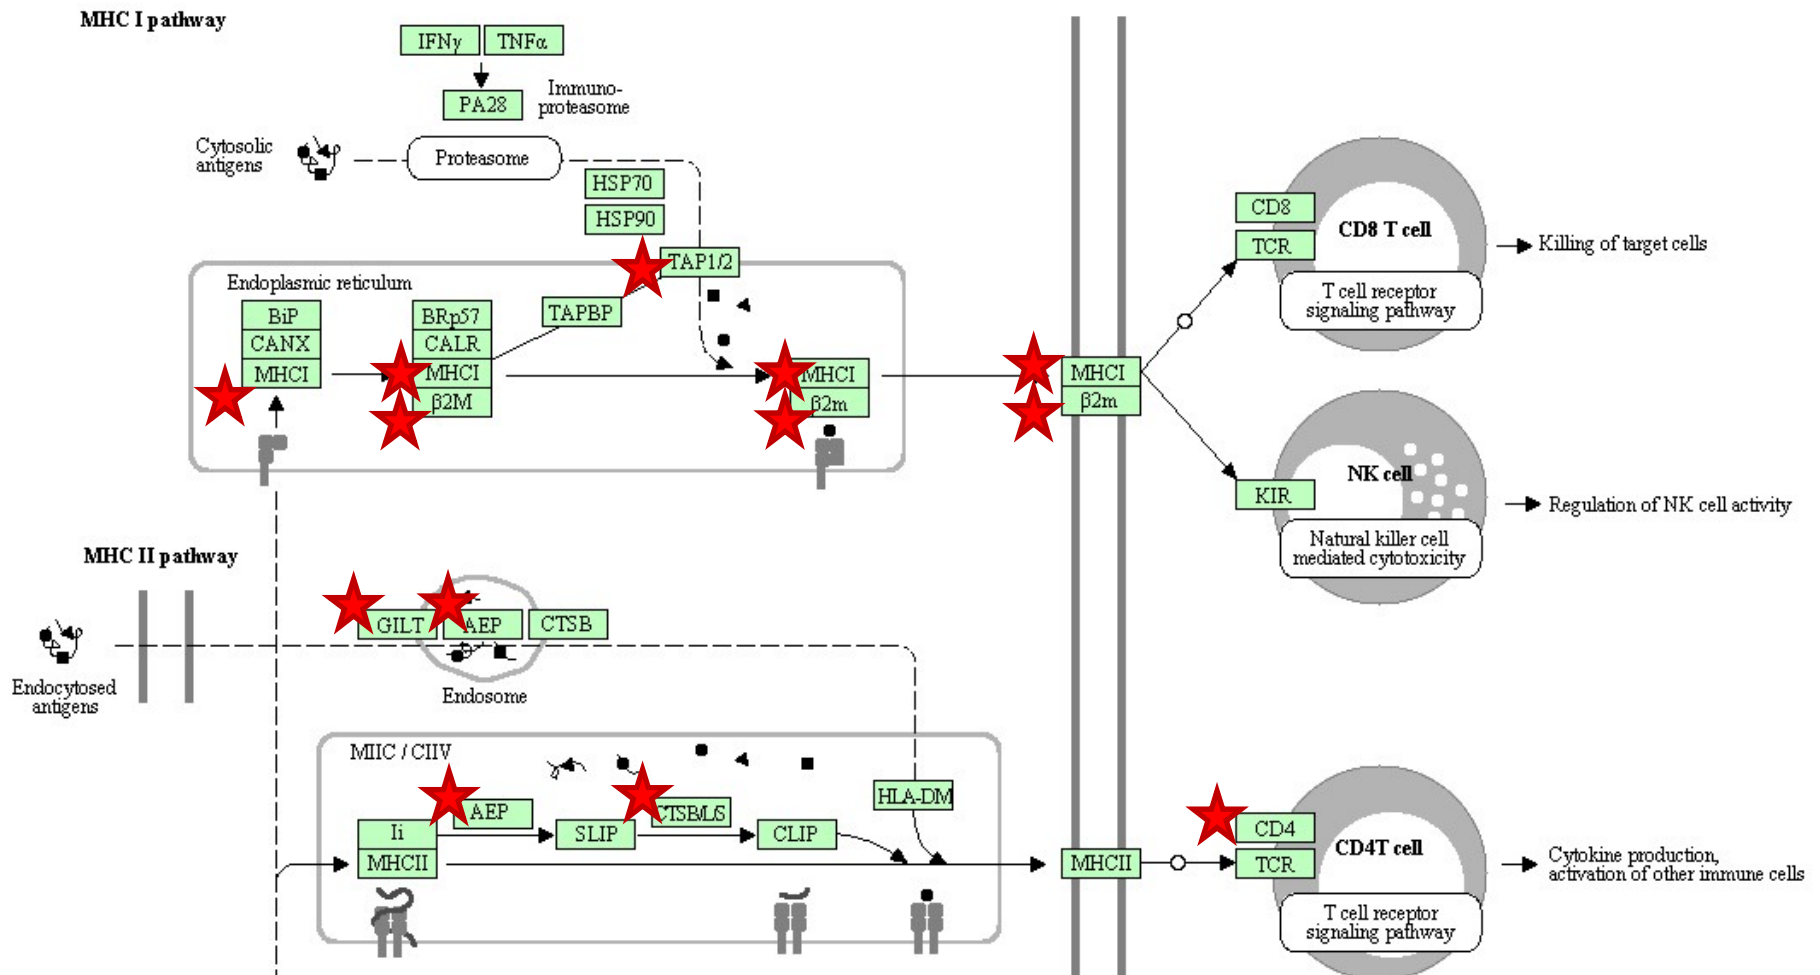 MHC I pathway
IFNγ TNFα
PA28
Immuno-
proteasome
Cytosolic
antigens
Proteasome
HSP70
HSP90
TAP1/2
Endoplasmic reticulum
BiP
CANX
MHCI
BRp57
CALR
MHCI
β2M
TAPBP
MHCI
β2m
MHCI
β2m
CD8
TCR
CD8 T cell
T cell receptor
signaling pathway
Killing of target cells
KIR
NK cell
Natural killer cell
mediated cytotoxicity
Regulation of NK cell activity
MHC II pathway
Endocytosed
antigens
GILT AEP CTSB
Endosome
MIIC / CIIV
Ii
MHCII
AEP
SLIP
CTSB/L/S
CLIP
HLA-DM
MHCII
CD4
TCR
CD4T cell
T cell receptor
signaling pathway
Cytokine production,
activation of other immune cells